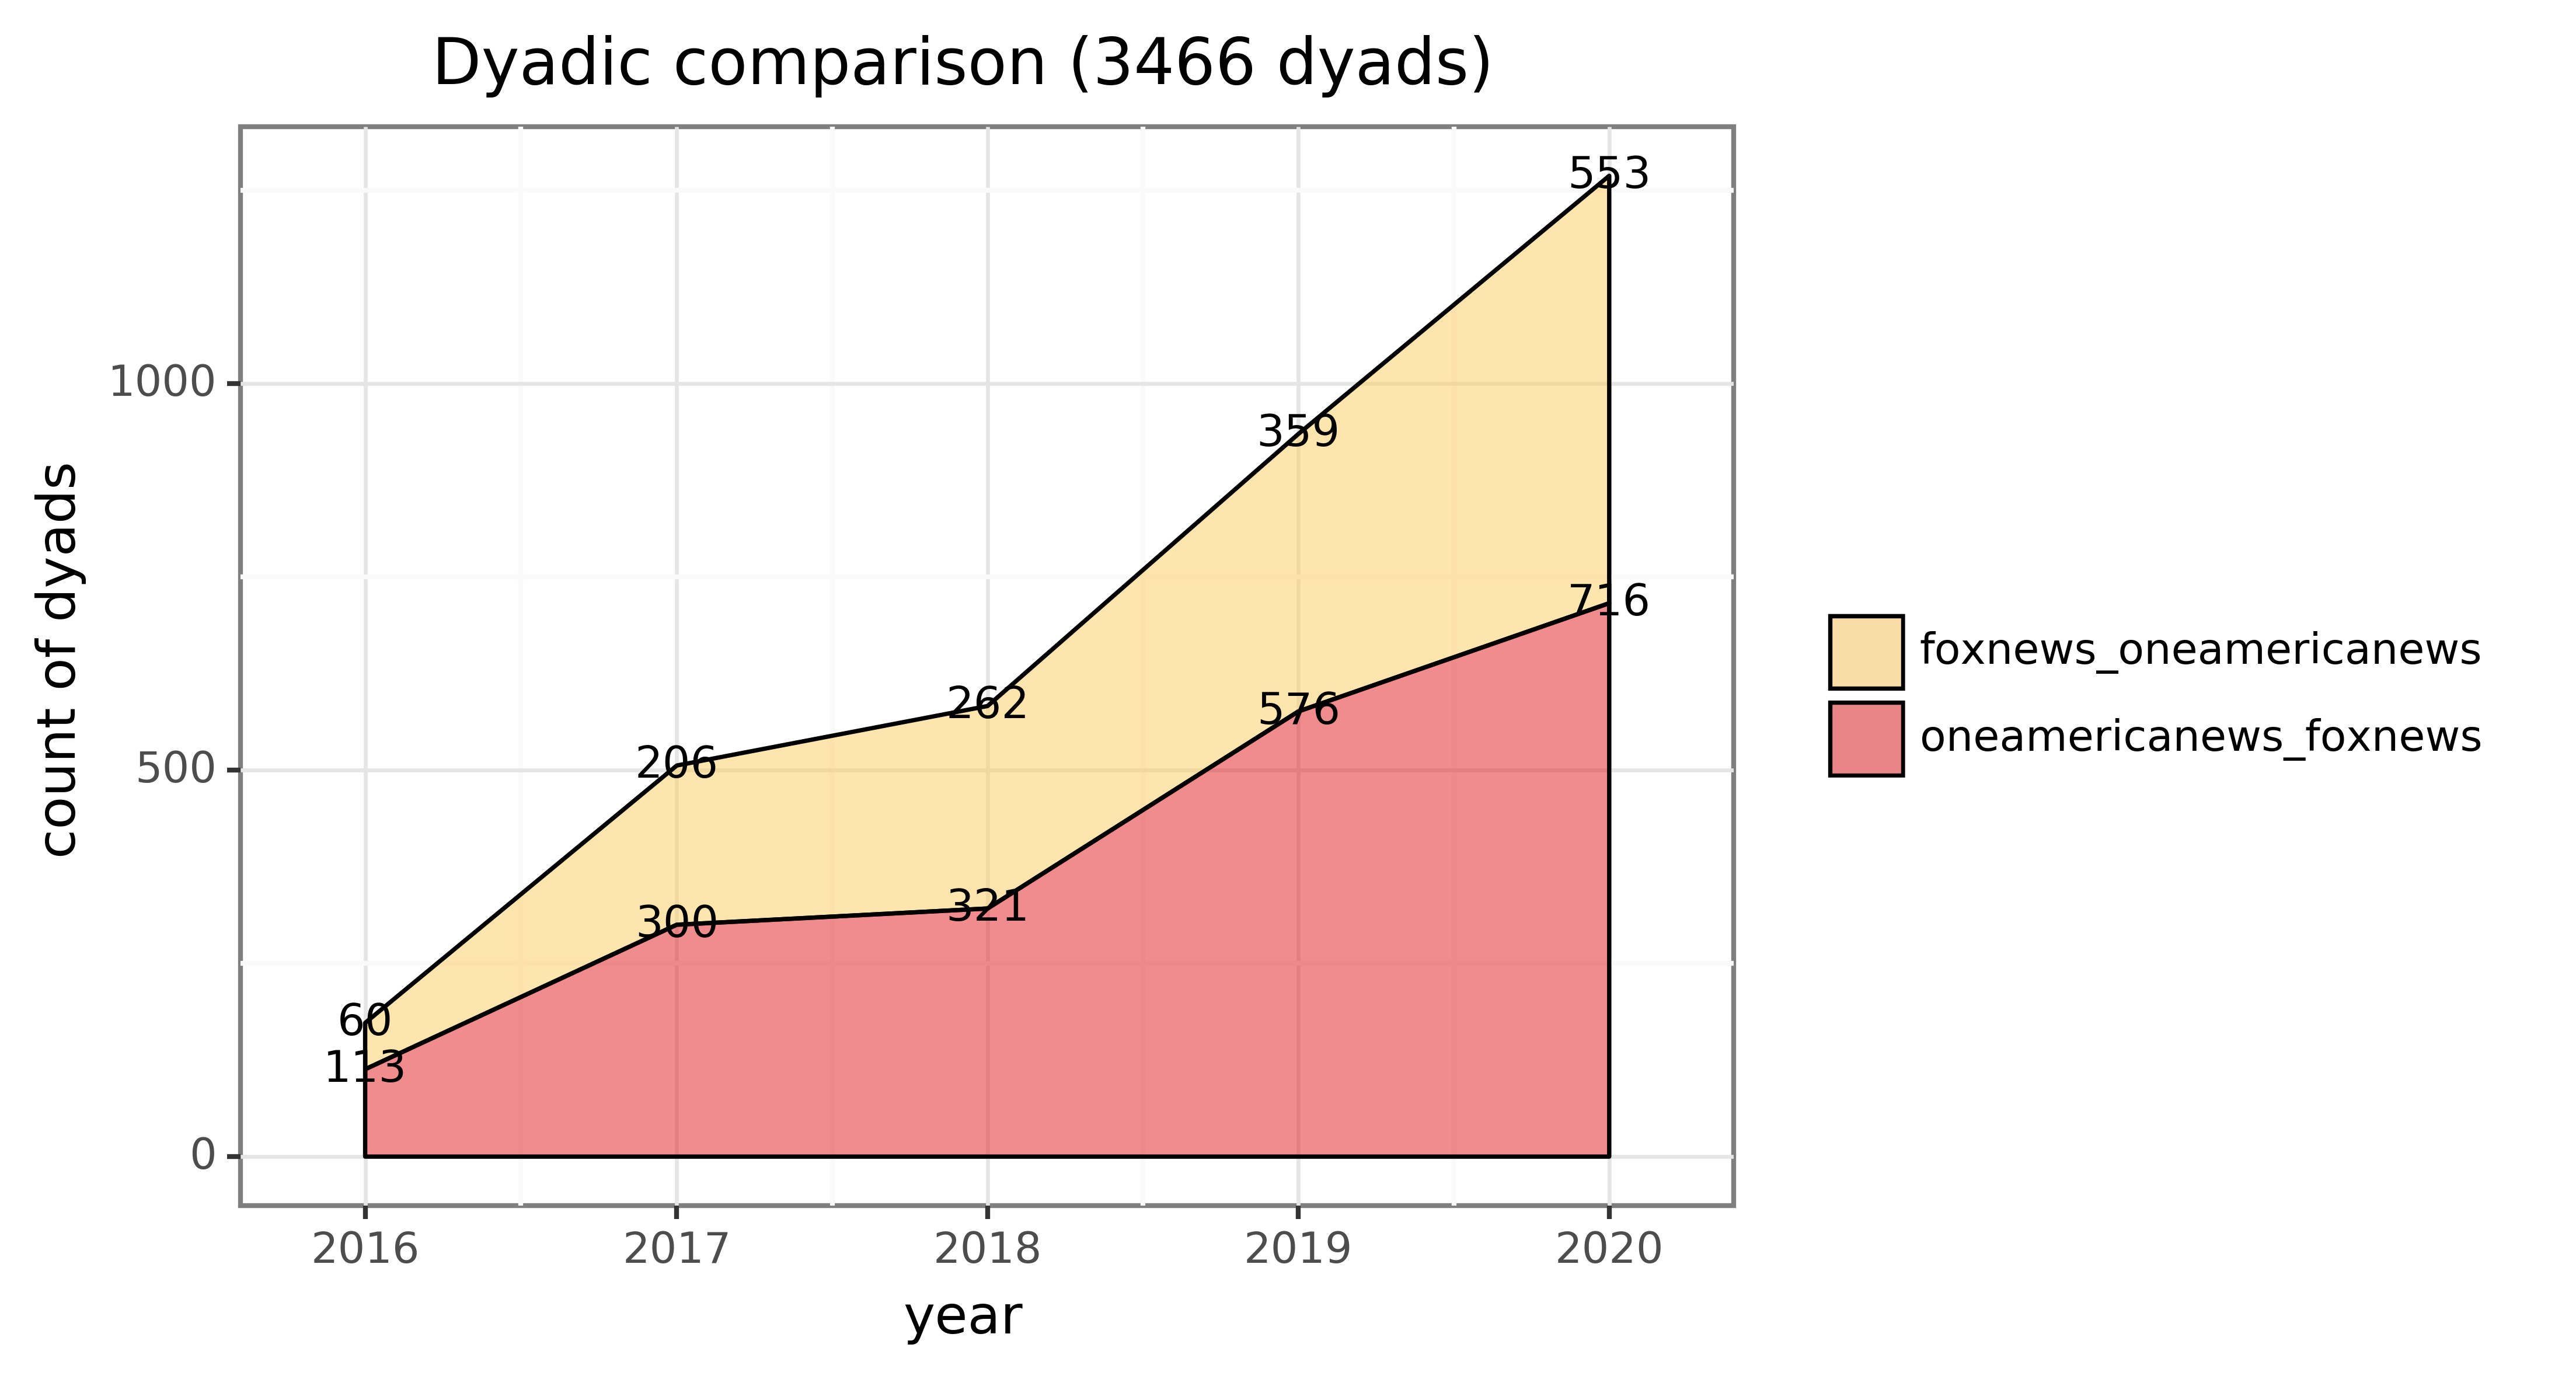 Dyadic comparison (3466 dyads)
count of dyads
1000
500
0
553
359
716
262
576
206
321
300
60
113
2016 2017 2018 2019 2020
year
foxnews_oneamericanews
oneamericanews_foxnews